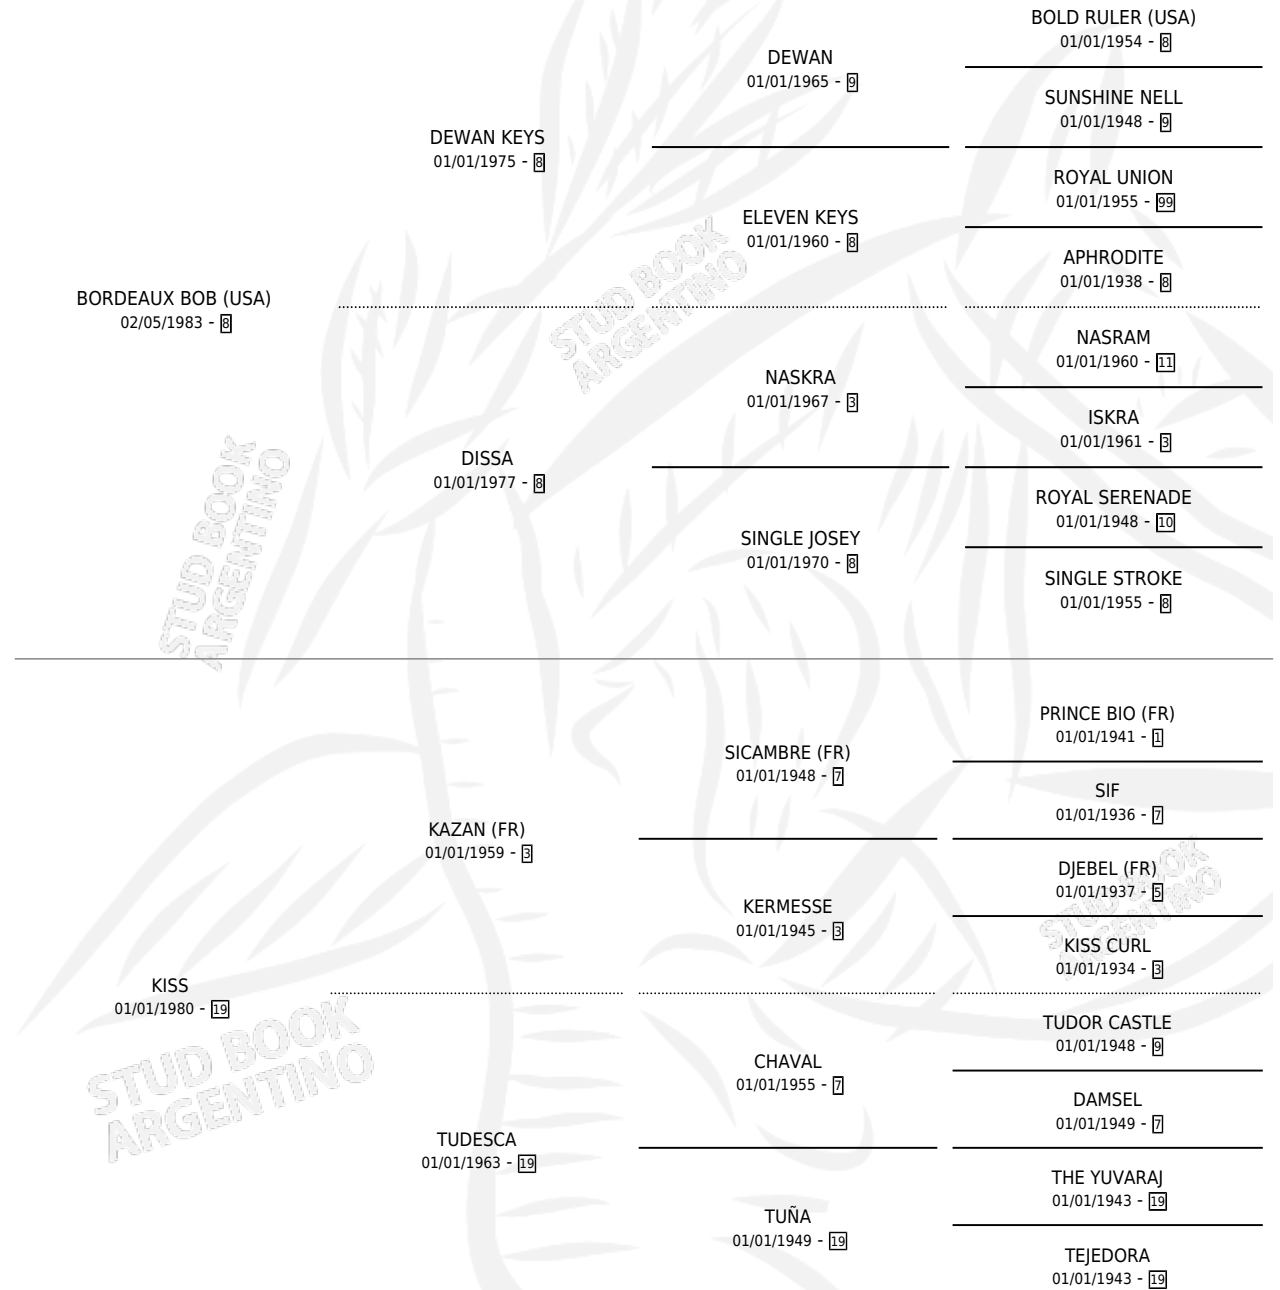 BOLD RULER (USA)
01/01/1954 - 8
DEWAN
01/01/1965 - 9
SUNSHINE NELL
01/01/1948 - 9
DEWAN KEYS
01/01/1975 - 8
ROYAL UNION
01/01/1955 - 99
ELEVEN KEYS
01/01/1960 - 8
APHRODITE
01/01/1938 - 8
BORDEAUX BOB (USA)
02/05/1983 - 8
STUD BOOK
ARGENTINO
NASRAM
01/01/1960 - 11
NASKRA
01/01/1967 - 3
ISKRA
01/01/1961 - 3
DISSA
01/01/1977 - 8
ROYAL SERENADE
01/01/1948 - 10
SINGLE JOSEY
01/01/1970 - 8
SINGLE STROKE
01/01/1955 - 8
STUD BOOK
ARGENTINO
PRINCE BIO (FR)
01/01/1941 - 1
SICAMBRE (FR)
01/01/1948 - 7
SIF
01/01/1936 - 7
KAZAN (FR)
01/01/1959 - 3
DJEBEL (FR)
01/01/1937 - 5
KERMESSE
01/01/1945 - 3
STUD BOOK
ARGENTINO
KISS CURL
01/01/1934 - 3
KISS
01/01/1980 - 19
TUDOR CASTLE
01/01/1948 - 9
CHAVAL
01/01/1955 - 7
STUD BOOK
ARGENTINO
DAMSEL
01/01/1949 - 7
TUDESCA
01/01/1963 - 19
THE YUVARAJ
01/01/1943 - 19
TUÑA
01/01/1949 - 19
TEJEDORA
01/01/1943 - 19